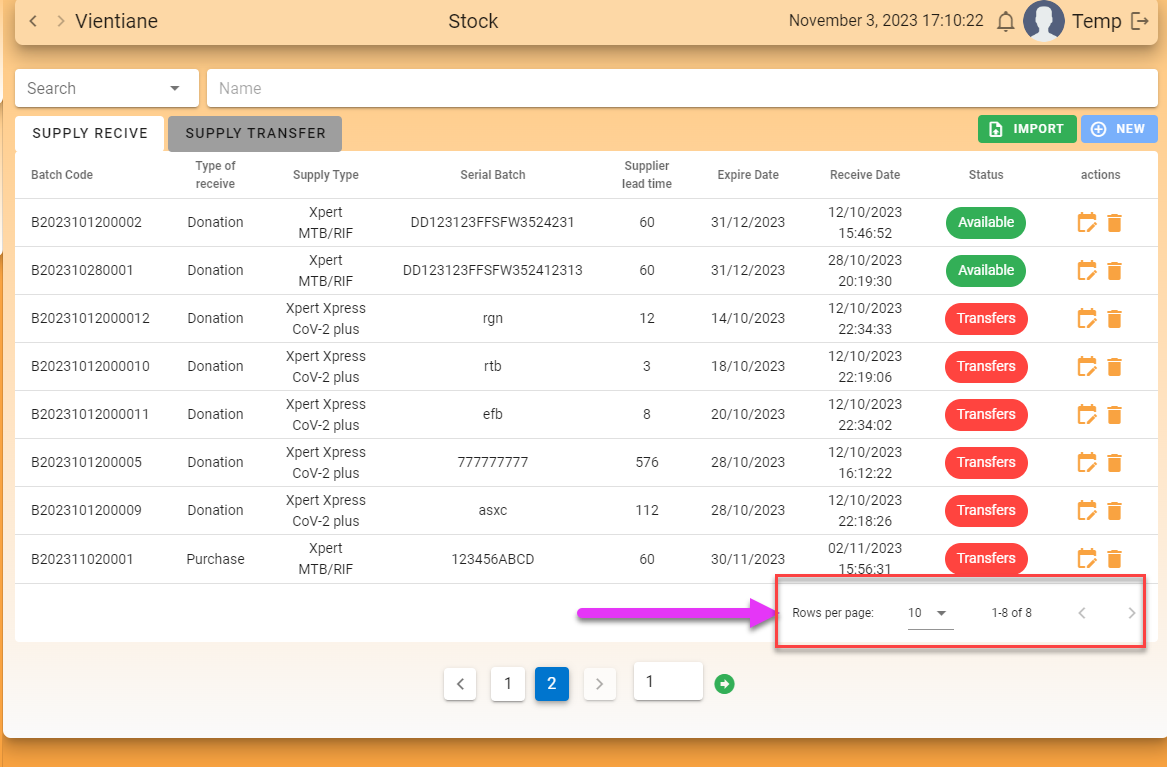 Vientiane Stock November 3, 2023 17:10:22 Temp
Search Name
SUPPLY RECIVE SUPPLY TRANSFER IMPORT NEW
Batch Code Type of receive Supply Type Serial Batch Supplier lead time Expire Date Receive Date Status actions
B2023101200002 Donation Xpert MTB/RIF DD123123FFSFW3524231 60 31/12/2023 12/10/2023 15:46:52 Available
B202310280001 Donation Xpert MTB/RIF DD123123FFSFW352412313 60 31/12/2023 28/10/2023 20:19:30 Available
B20231012000012 Donation Xpert Xpress CoV-2 plus rgn 12 14/10/2023 12/10/2023 22:34:33 Transfers
B20231012000010 Donation Xpert Xpress CoV-2 plus rtb 3 18/10/2023 12/10/2023 22:19:06 Transfers
B20231012000011 Donation Xpert Xpress CoV-2 plus efb 8 20/10/2023 12/10/2023 22:34:02 Transfers
B2023101200005 Donation Xpert Xpress CoV-2 plus 777777777 576 28/10/2023 12/10/2023 16:12:22 Transfers
B2023101200009 Donation Xpert Xpress CoV-2 plus asxc 112 28/10/2023 12/10/2023 22:18:26 Transfers
B202311020001 Purchase Xpert MTB/RIF 123456ABCD 60 30/11/2023 02/11/2023 15:56:31 Transfers
Rows per page: 10 1-8 of 8
1 2 1